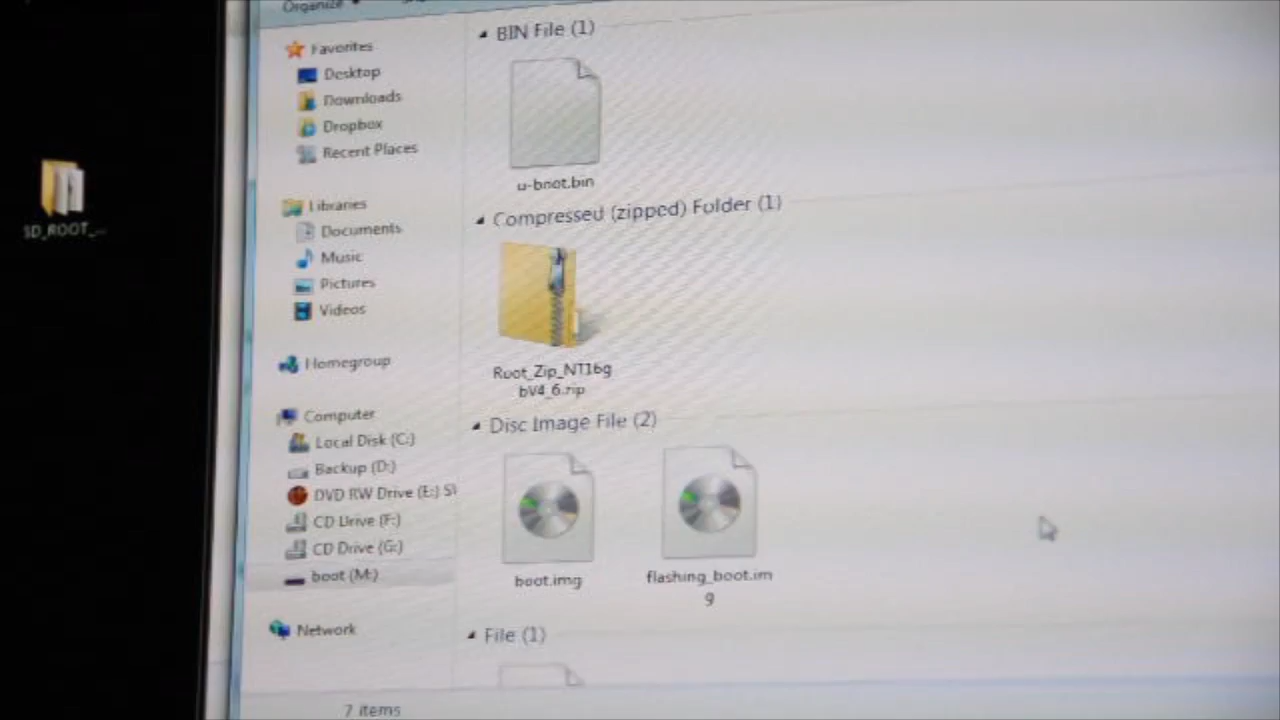 Organize
Favorites
Desktop
Downloads
Dropbox
Recent Places
Libraries
Documents
Music
Pictures
Videos
Homegroup
Computer
Local Disk (C:)
Backup (D:)
DVD RW Drive (E:) S
CD Drive (F:)
CD Drive (G:)
boot (M:)
Network
SD_ROOT_...
BIN File (1)
u-boot.bin
Compressed (zipped) Folder (1)
Root_Zip_NT16g
bV4_6.zip
Disc Image File (2)
boot.img
flashing_boot.im
g
File (1)
7 items